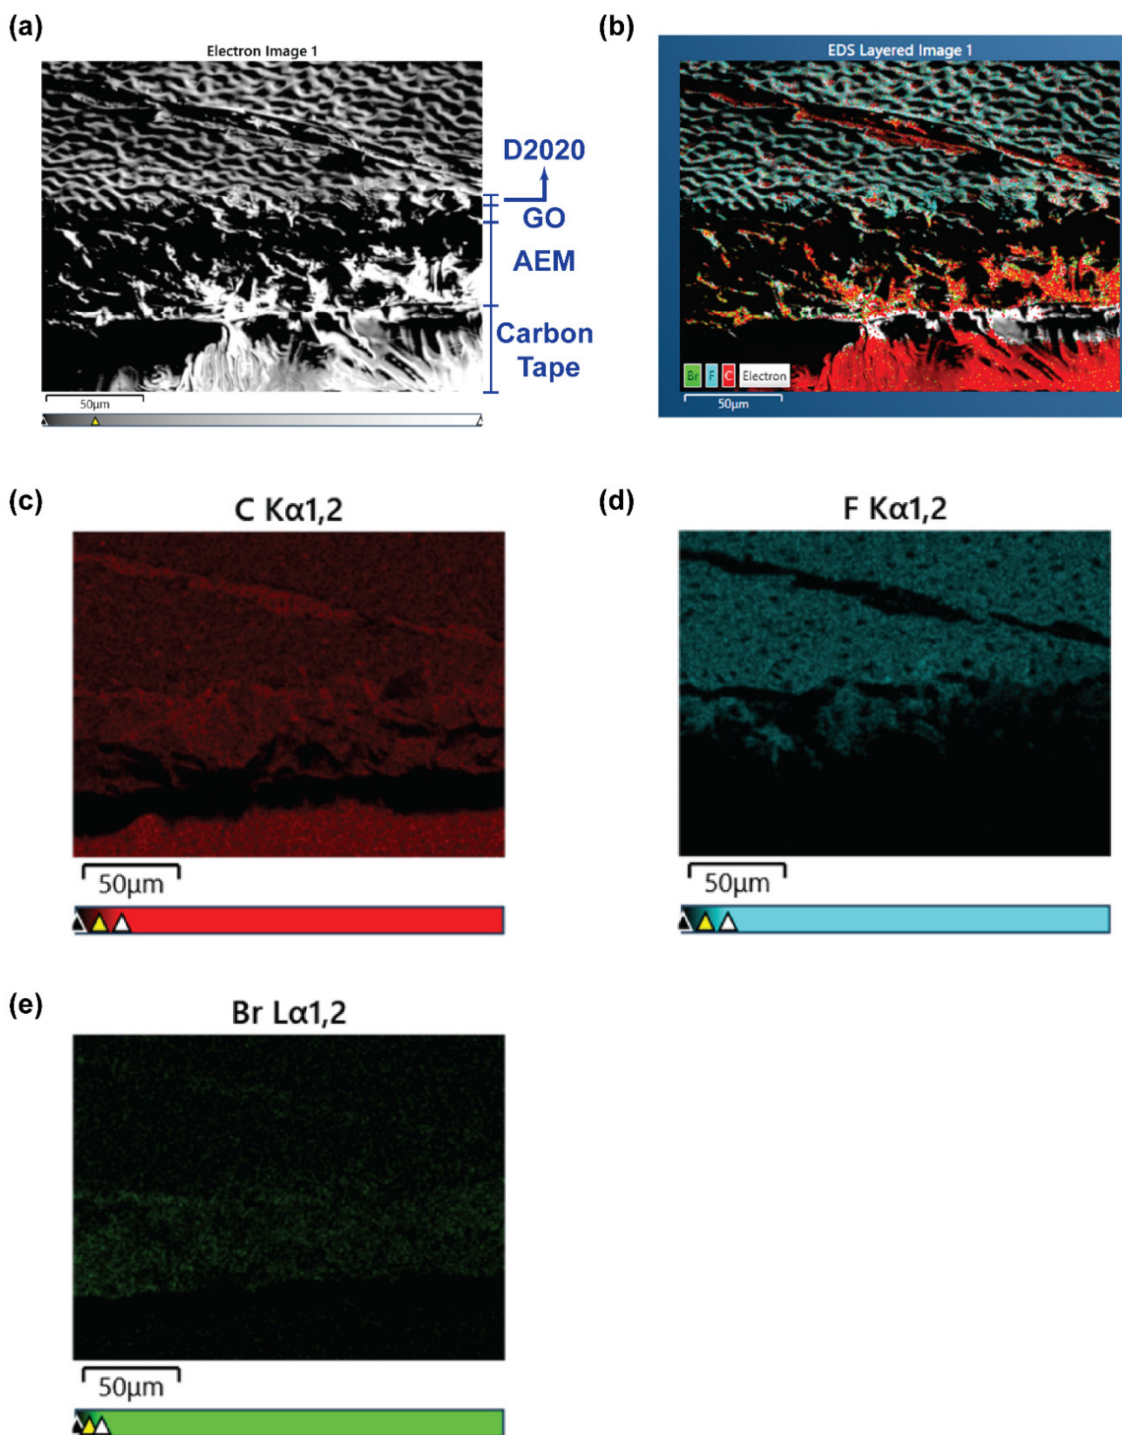 (a)
Electron Image 1
D2020
GO
AEM
Carbon
Tape
50µm
(b)
EDS Layered Image 1
Br
F
C
Electron
50µm
(c)
C Kα1,2
50µm
(d)
F Kα1,2
50µm
(e)
Br Lα1,2
50µm